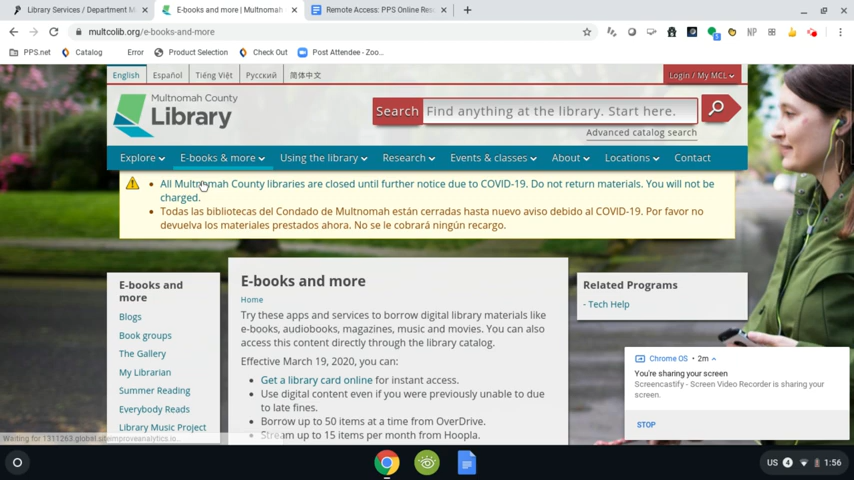 Library Services / Department M
E-books and more | Multnomah
Remote Access: PPS Online Res
multcolib.org/e-books-and-more
NP
PPS.net
Catalog
Error
Product Selection
Check Out
Post Attendee - Zoo...
English
Español
Tiếng Việt
Русский
简体中文
Login / My MCL
Multnomah County
Library
Search
Find anything at the library. Start here.
Advanced catalog search
Explore
E-books & more
Using the library
Research
Events & classes
About
Locations
Contact
All Multnomah County libraries are closed until further notice due to COVID-19. Do not return materials. You will not be
charged.
Todas las bibliotecas del Condado de Multnomah están cerradas hasta nuevo aviso debido al COVID-19. Por favor no
devuelva los materiales prestados ahora. No se le cobrará ningún recargo.
E-books and
more
Blogs
Book groups
The Gallery
My Librarian
Summer Reading
Everybody Reads
Library Music Project
E-books and more
Home
Try these apps and services to borrow digital library materials like
e-books, audiobooks, magazines, music and movies. You can also
access this content directly through the library catalog.
Effective March 19, 2020, you can:
Get a library card online for instant access.
Use digital content even if you were previously unable to due
to late fines.
Borrow up to 50 items at a time from OverDrive.
Stream up to 15 items per month from Hoopla.
Related Programs
- Tech Help
Chrome OS • 2m
You're sharing your screen
Screencastify - Screen Video Recorder is sharing your
screen.
STOP
Waiting for 1311263.global.siteimproveanalytics.io...
US 4 1:56